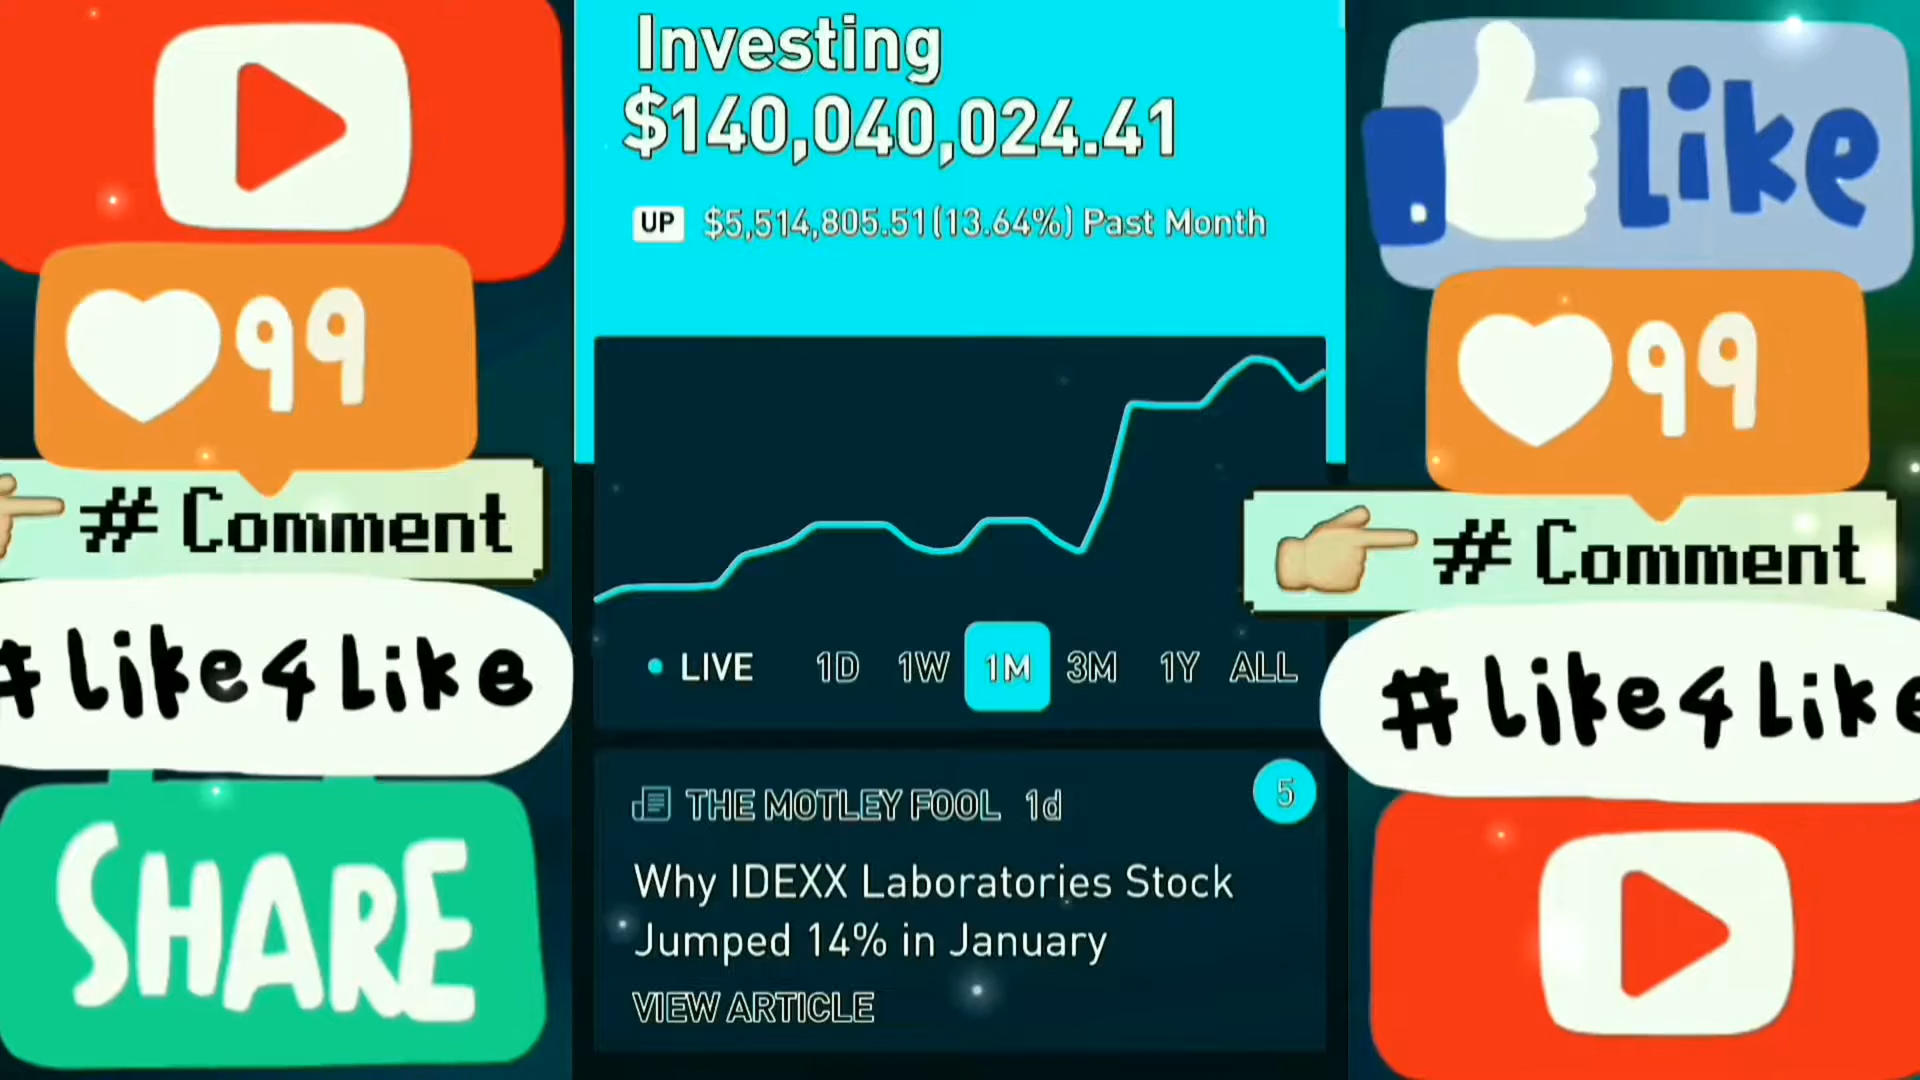 Investing
$140,040,024.41
UP $5,514,805.51(13.64%) Past Month
LIVE 1D 1W 1M 3M 1Y ALL
THE MOTLEY FOOL 1d
5
Why IDEXX Laboratories Stock
Jumped 14% in January
VIEW ARTICLE
99
# Comment
#like4like
SHARE
like
99
# Comment
#like4like